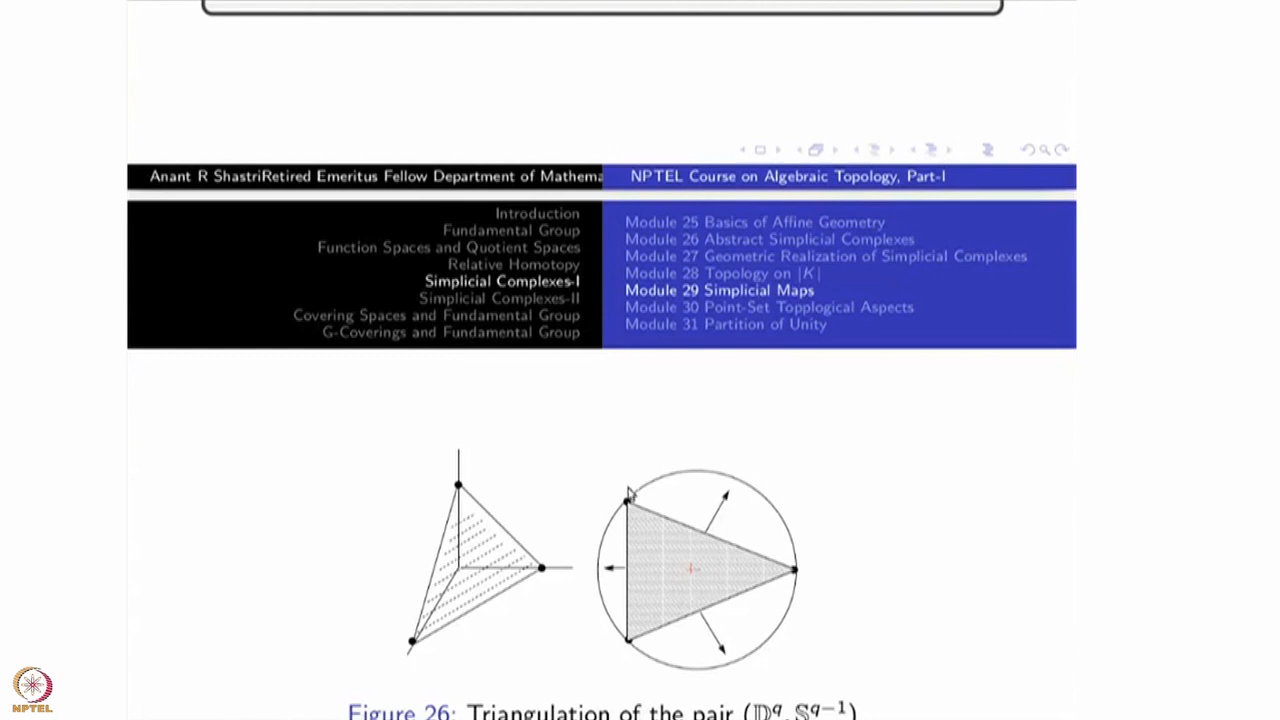 Anant R ShastriRetired Emeritus Fellow Department of Mathema
NPTEL Course on Algebraic Topology, Part-I
Introduction
Fundamental Group
Function Spaces and Quotient Spaces
Relative Homotopy
Simplicial Complexes-I
Simplicial Complexes-II
Covering Spaces and Fundamental Group
G-Coverings and Fundamental Group
Module 25 Basics of Affine Geometry
Module 26 Abstract Simplicial Complexes
Module 27 Geometric Realization of Simplicial Complexes
Module 28 Topology on |K|
Module 29 Simplicial Maps
Module 30 Point-Set Topplogical Aspects
Module 31 Partition of Unity
Figure 26: Triangulation of the pair (𝔻^q, 𝕊^{q−1})
NPTEL